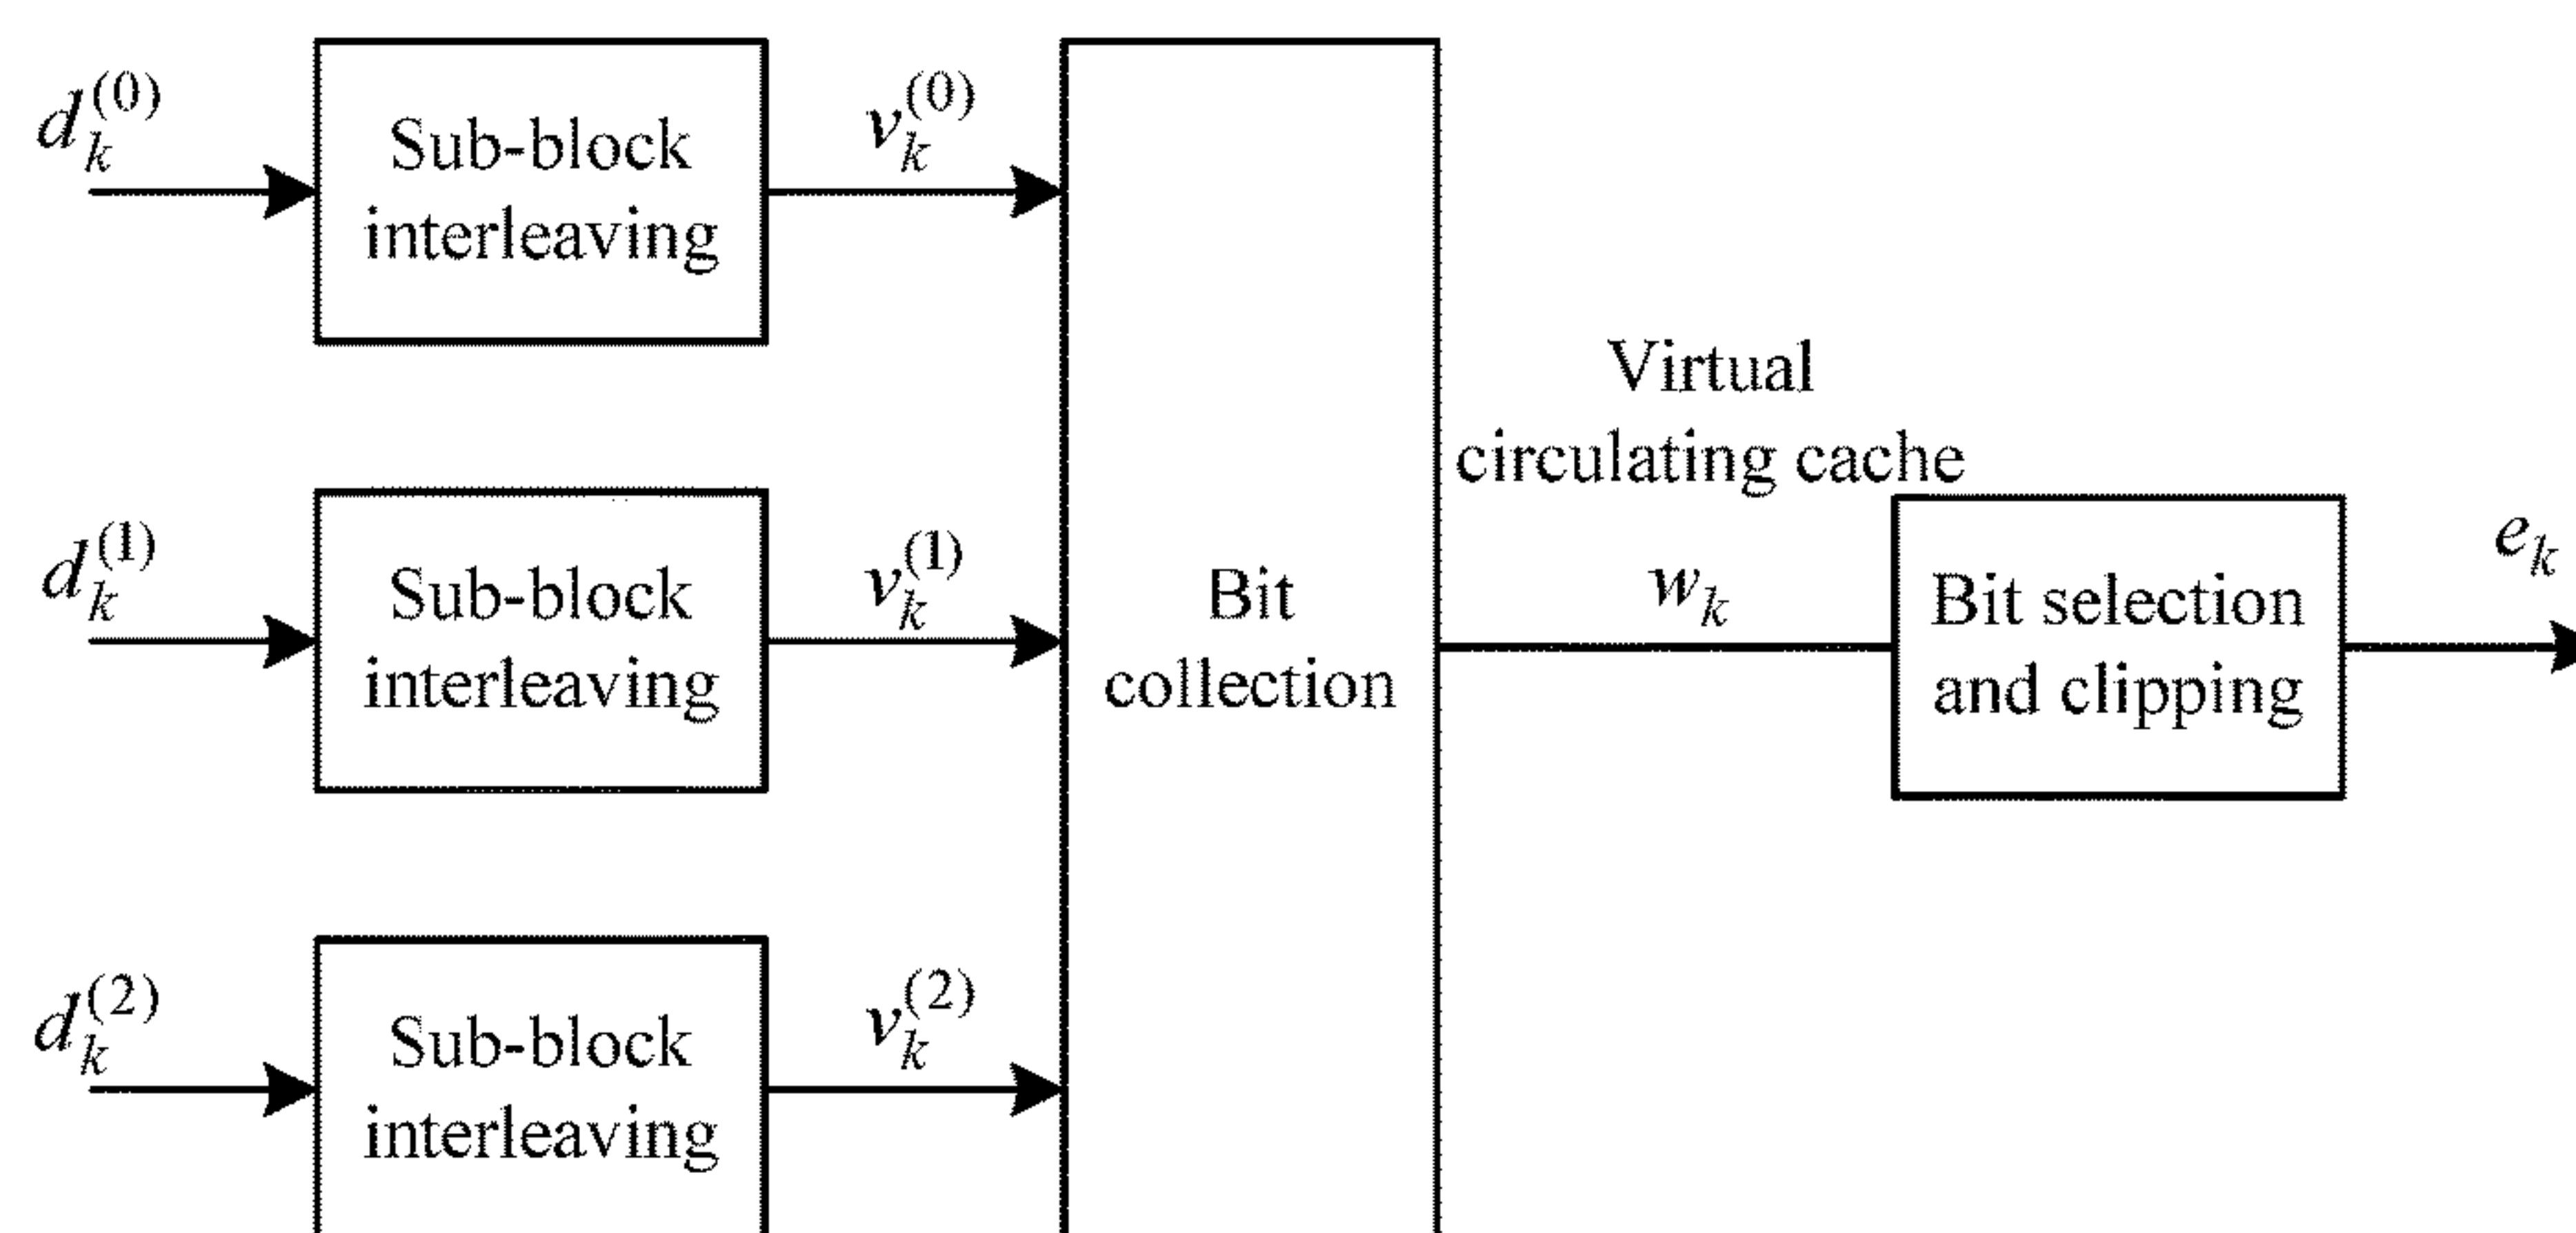 d_k^{(0)}
Sub-block
interleaving
v_k^{(0)}
d_k^{(1)}
Sub-block
interleaving
v_k^{(1)}
d_k^{(2)}
Sub-block
interleaving
v_k^{(2)}
Bit
collection
Virtual
circulating cache
w_k
Bit selection
and clipping
e_k